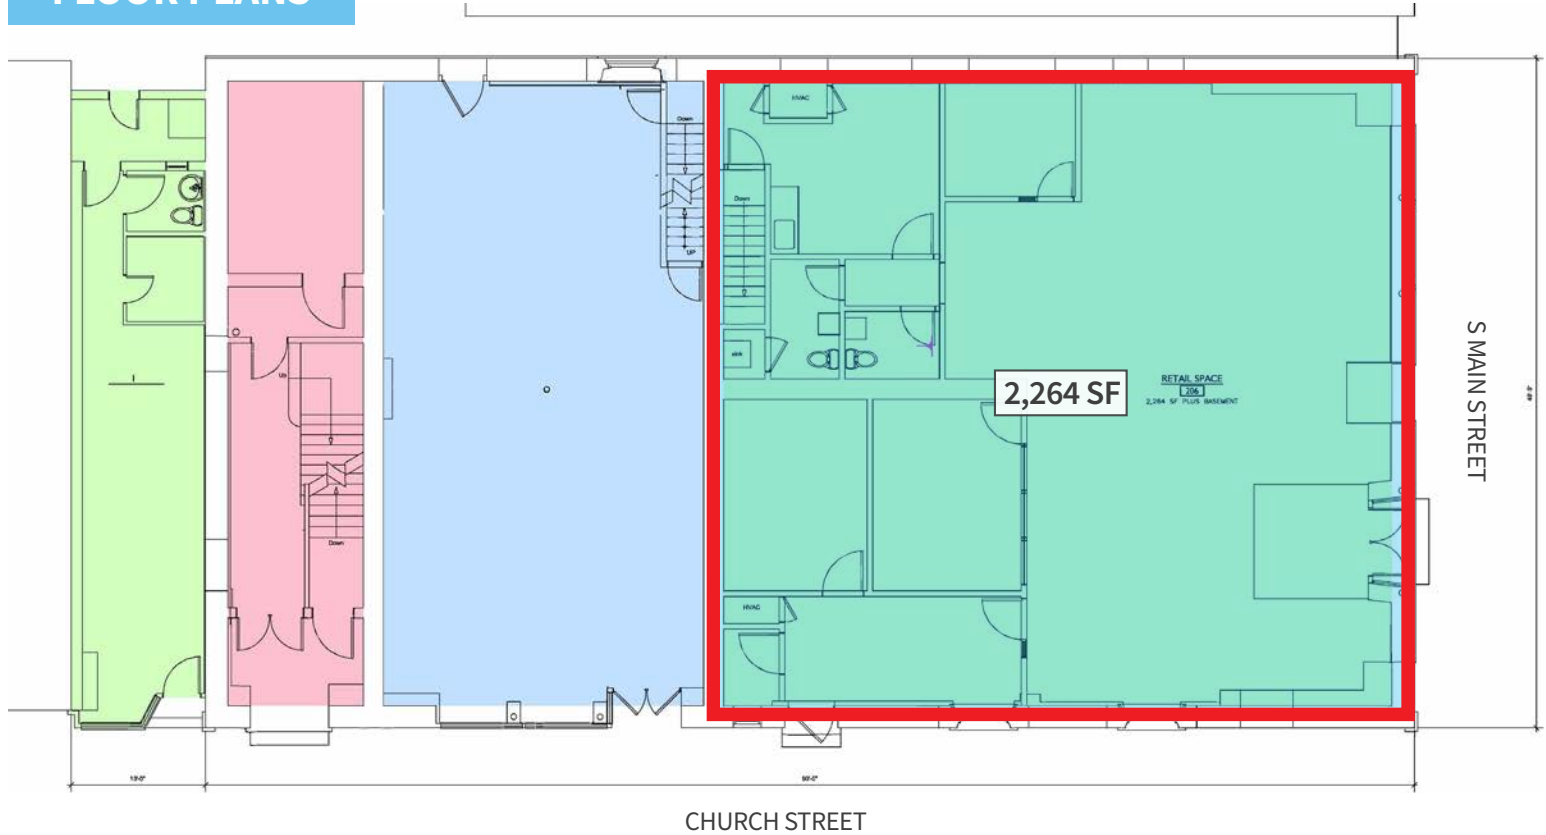 FLOOR PLANS
HVAC
Down
Down
UP
sink
Up
Down
2,264 SF
RETAIL SPACE
206
2,264 SF PLUS BASEMENT
S MAIN STREET
HVAC
CHURCH STREET